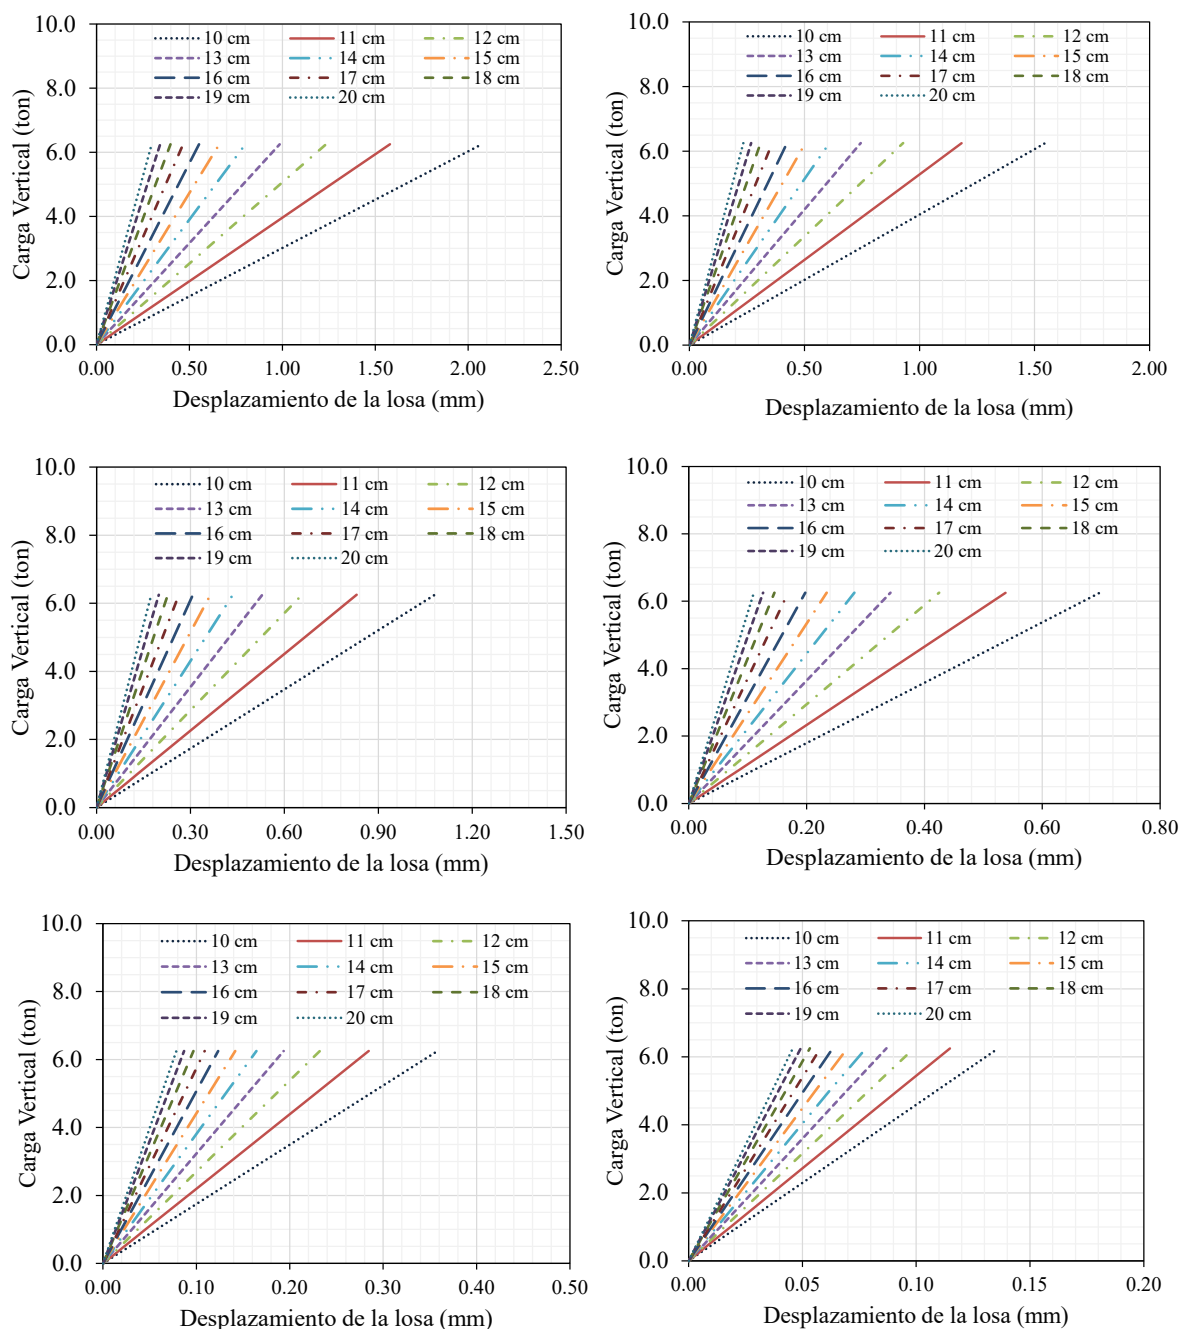 10.0
8.0
6.0
4.0
2.0
0.0
Carga Vertical (ton)
10 cm 11 cm 12 cm
13 cm 14 cm 15 cm
16 cm 17 cm 18 cm
19 cm 20 cm
0.00 0.50 1.00 1.50 2.00 2.50
Desplazamiento de la losa (mm)
10.0
8.0
6.0
4.0
2.0
0.0
Carga Vertical (ton)
10 cm 11 cm 12 cm
13 cm 14 cm 15 cm
16 cm 17 cm 18 cm
19 cm 20 cm
0.00 0.50 1.00 1.50 2.00
Desplazamiento de la losa (mm)
10.0
8.0
6.0
4.0
2.0
0.0
Carga Vertical (ton)
10 cm 11 cm 12 cm
13 cm 14 cm 15 cm
16 cm 17 cm 18 cm
19 cm 20 cm
0.00 0.30 0.60 0.90 1.20 1.50
Desplazamiento de la losa (mm)
10.0
8.0
6.0
4.0
2.0
0.0
Carga Vertical (ton)
10 cm 11 cm 12 cm
13 cm 14 cm 15 cm
16 cm 17 cm 18 cm
19 cm 20 cm
0.00 0.20 0.40 0.60 0.80
Desplazamiento de la losa (mm)
10.0
8.0
6.0
4.0
2.0
0.0
Carga Vertical (ton)
10 cm 11 cm 12 cm
13 cm 14 cm 15 cm
16 cm 17 cm 18 cm
19 cm 20 cm
0.00 0.10 0.20 0.30 0.40 0.50
Desplazamiento de la losa (mm)
10.0
8.0
6.0
4.0
2.0
0.0
Carga Vertical (ton)
10 cm 11 cm 12 cm
13 cm 14 cm 15 cm
16 cm 17 cm 18 cm
19 cm 20 cm
0.00 0.05 0.10 0.15 0.20
Desplazamiento de la losa (mm)